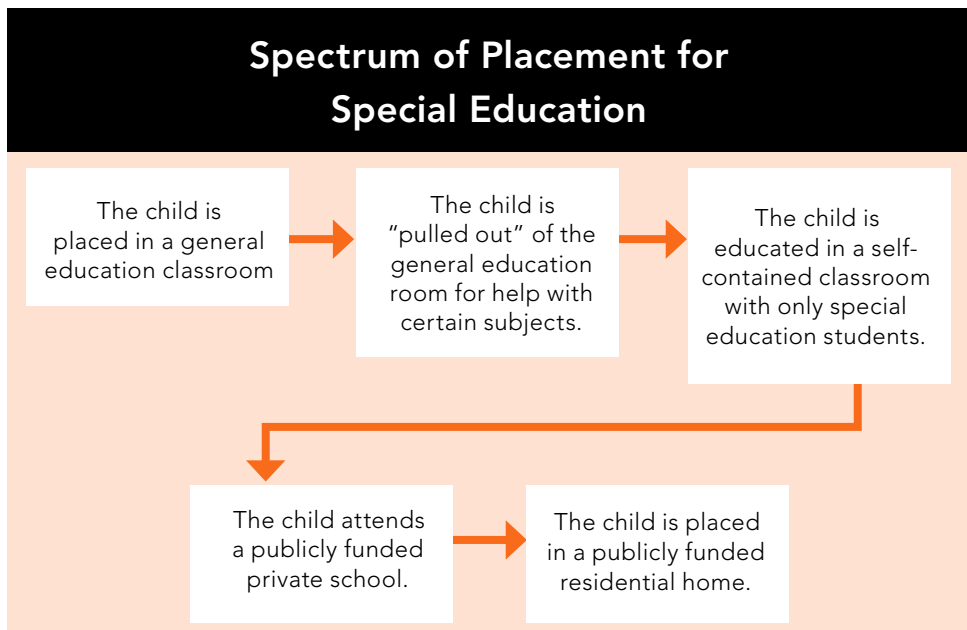 Spectrum of Placement for
Special Education
The child is
placed in a general
education classroom
The child is
“pulled out” of the
general education
room for help with
certain subjects.
The child is
educated in a self-
contained classroom
with only special
education students.
The child attends
a publicly funded
private school.
The child is placed
in a publicly funded
residential home.